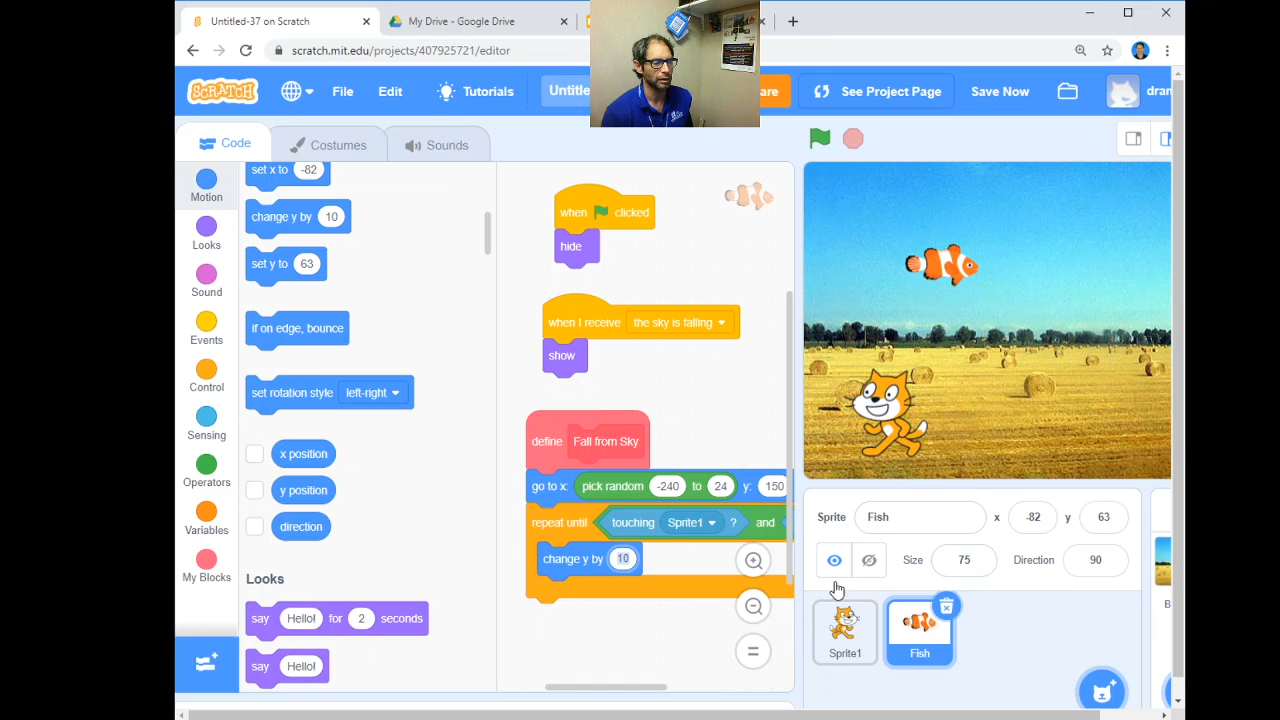 Untitled-37 on Scratch
My Drive - Google Drive
scratch.mit.edu/projects/407925721/editor
SCRATCH
File
Edit
Tutorials
Untitle
are
See Project Page
Save Now
dran
Code
Costumes
Sounds
Motion
Looks
Sound
Events
Control
Sensing
Operators
Variables
My Blocks
set x to -82
change y by 10
set y to 63
if on edge, bounce
set rotation style left-right
x position
y position
direction
Looks
say Hello! for 2 seconds
say Hello!
when clicked
hide
when I receive the sky is falling
show
define Fall from Sky
go to x: pick random -240 to 24 y: 150
repeat until touching Sprite1 ? and
change y by 10
Sprite Fish x -82 y 63
Size 75 Direction 90
Sprite1
Fish
B